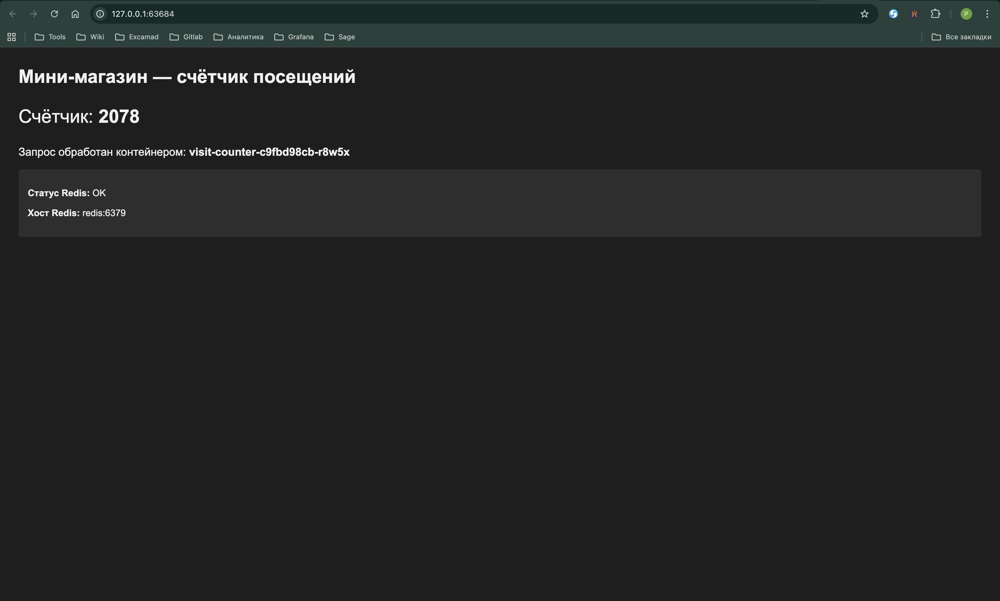 127.0.0.1:63684
P
Tools Wiki Excamad Gitlab Аналитика Grafana Sage Все закладки
Мини-магазин — счётчик посещений
Счётчик: 2078
Запрос обработан контейнером: visit-counter-c9fbd98cb-r8w5x
Статус Redis: OK
Хост Redis: redis:6379